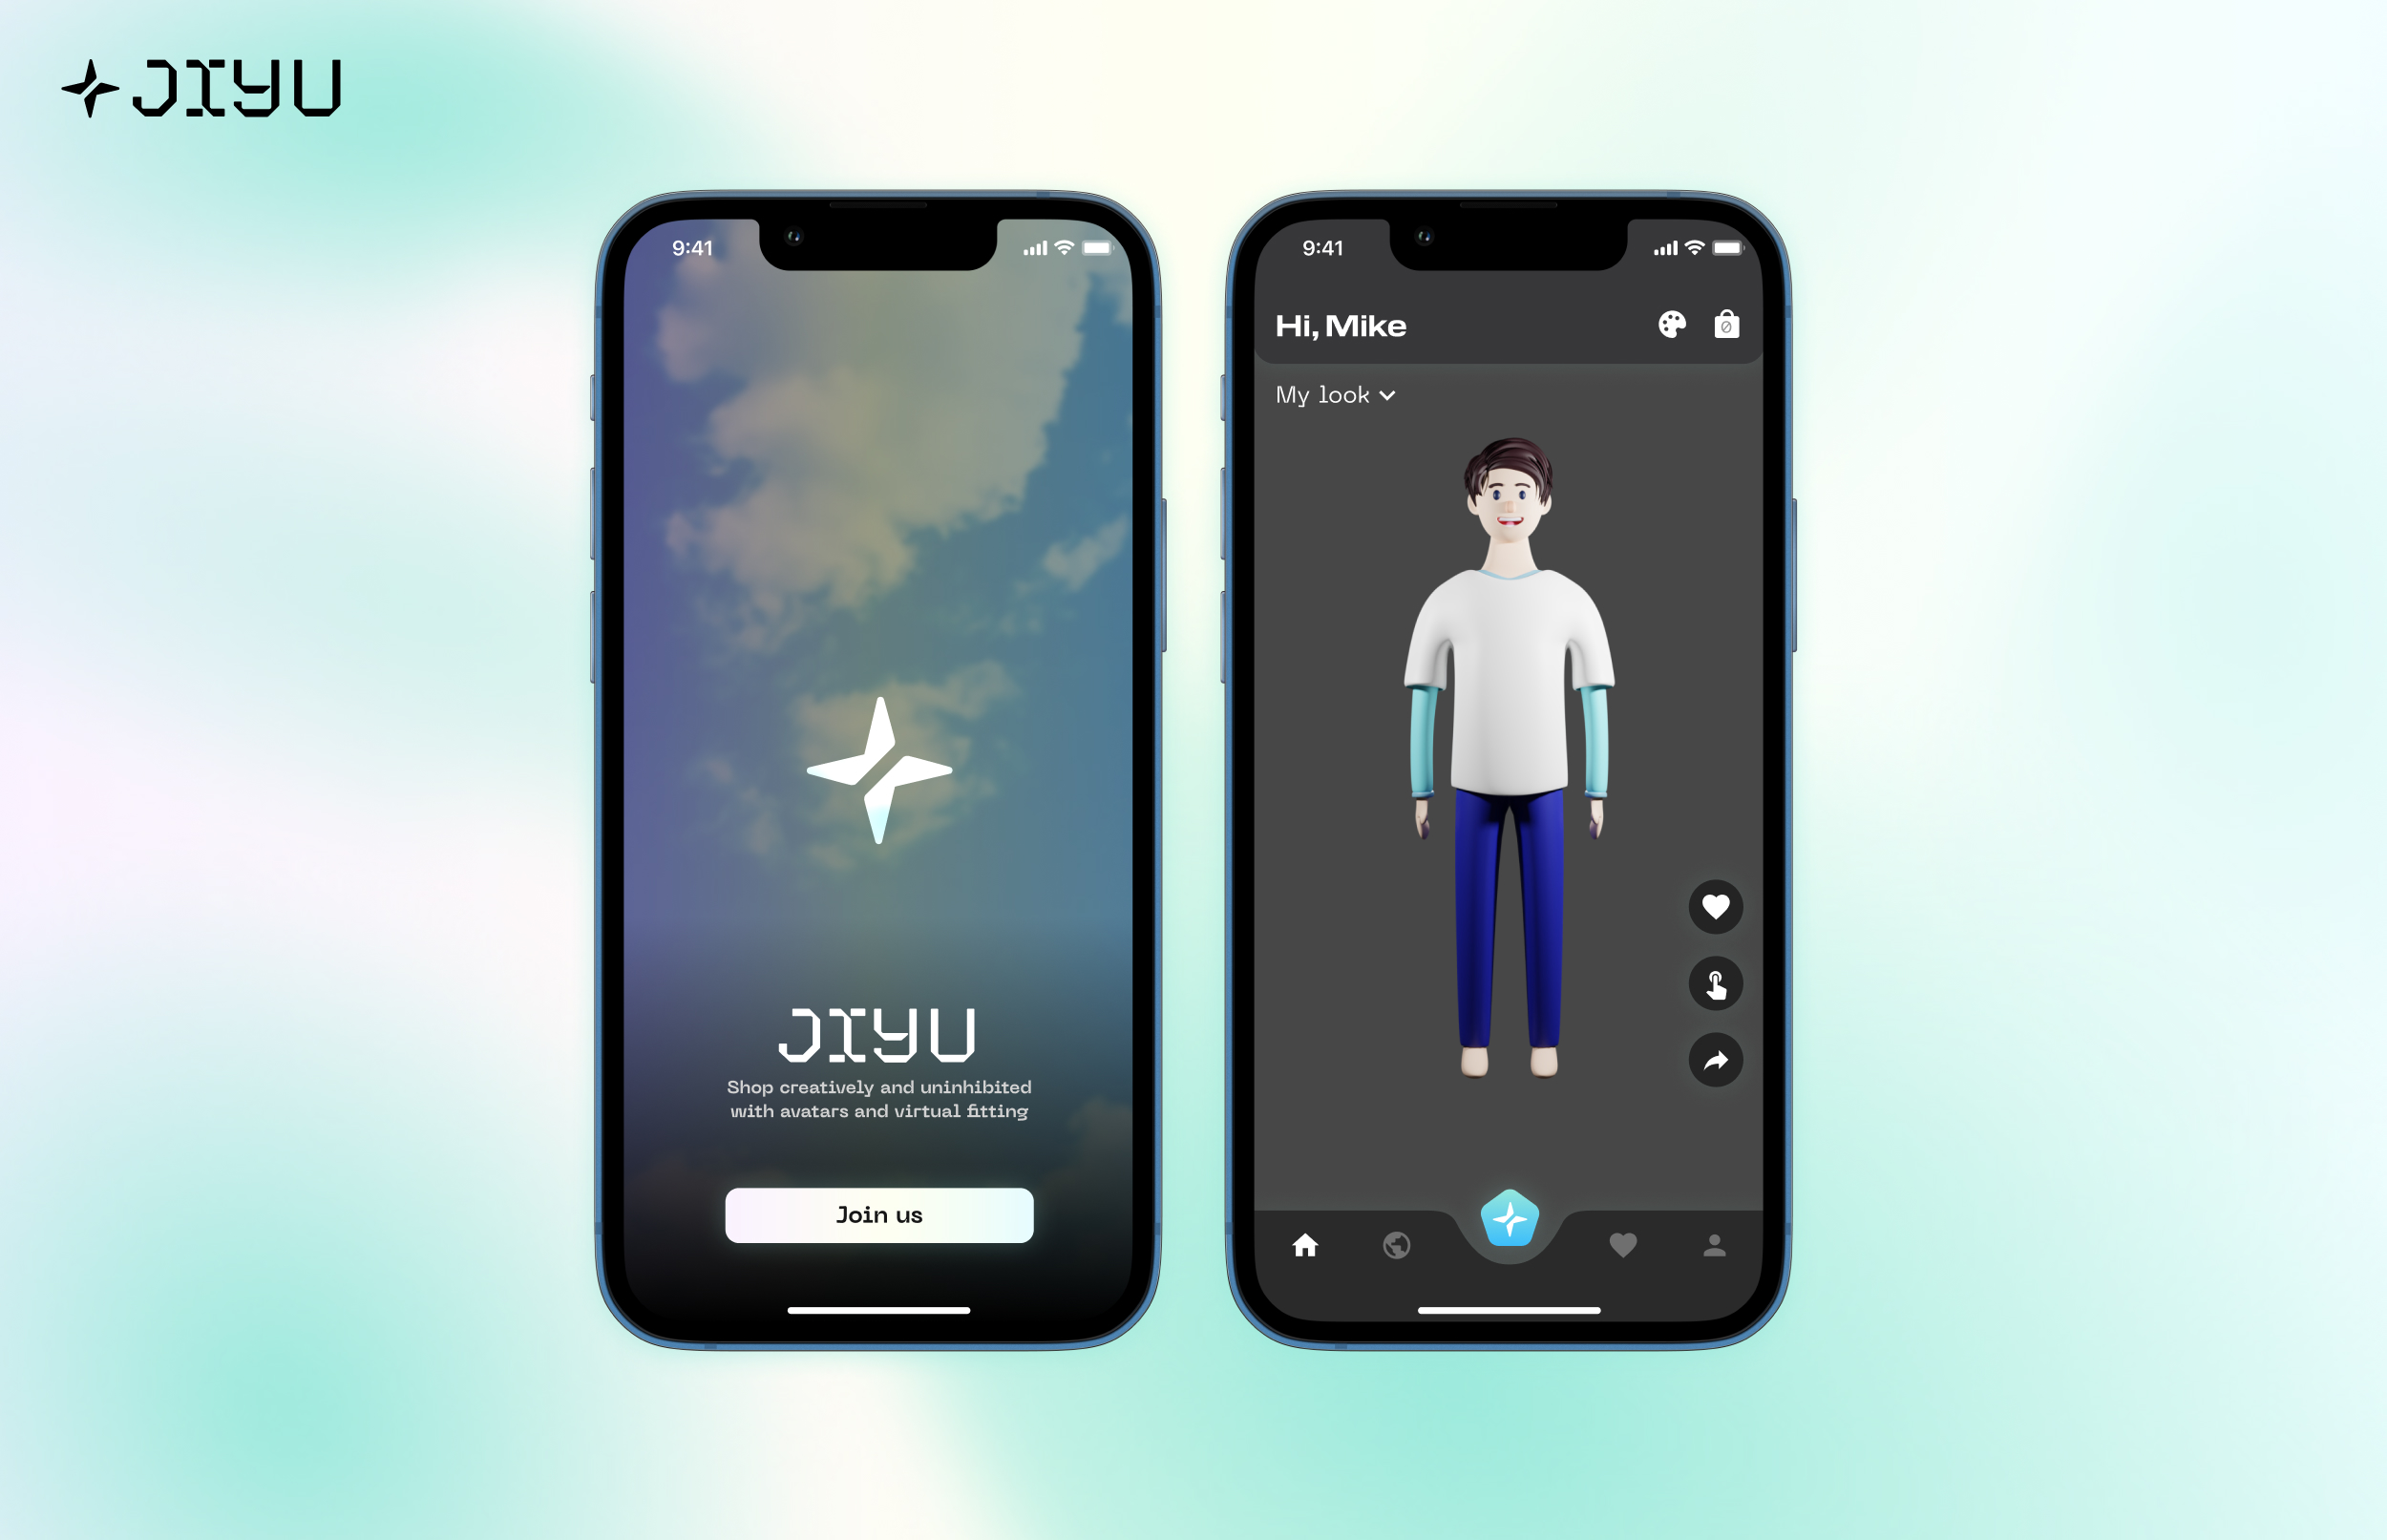 JIYU
9:41
JIYU
Shop creatively and uninhibited
with avatars and virtual fitting
Join us
9:41
Hi, Mike
0
My look